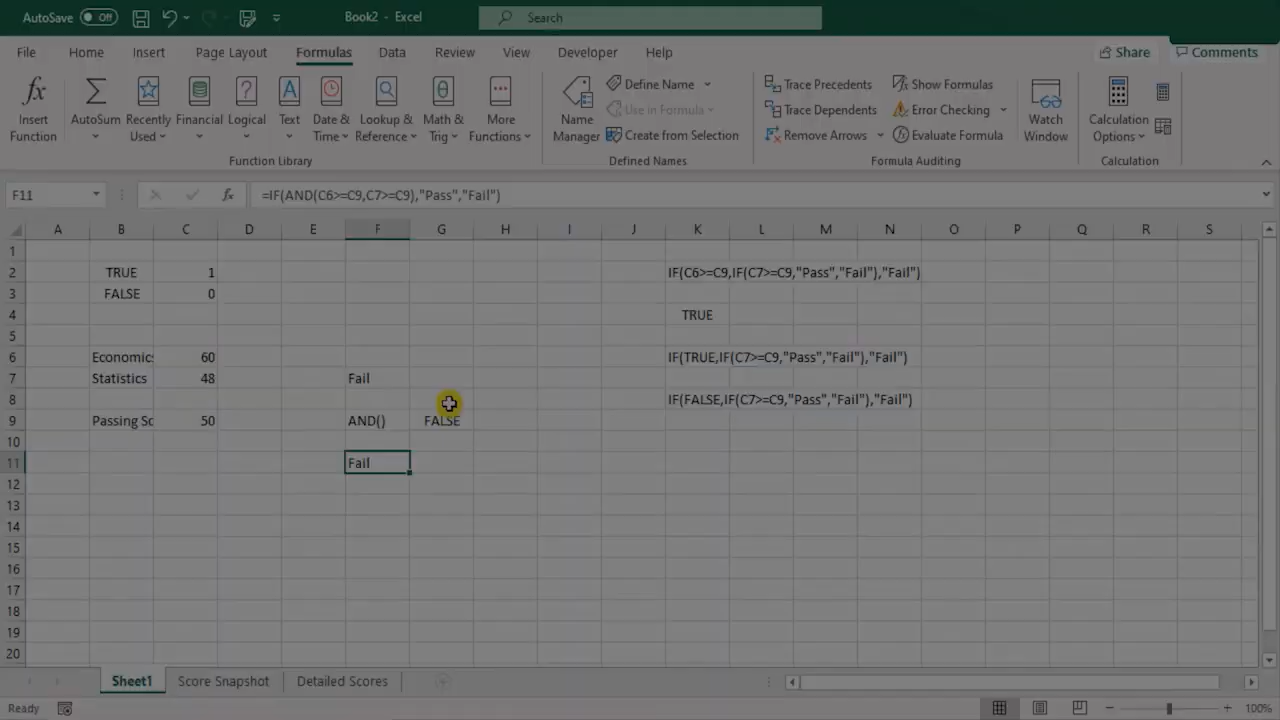 AutoSave Off Book2 - Excel Search
File Home Insert Page Layout Formulas Data Review View Developer Help Share Comments
Insert Function
AutoSum
Recently Used
Financial
Logical
Text
Date & Time
Lookup & Reference
Math & Trig
More Functions
Function Library
Name Manager
Define Name
Use in Formula
Create from Selection
Defined Names
Trace Precedents
Trace Dependents
Remove Arrows
Show Formulas
Error Checking
Evaluate Formula
Formula Auditing
Watch Window
Calculation Options
Calculation
F11 fx =IF(AND(C6>=C9,C7>=C9),"Pass","Fail")
A B C D E F G H I J K L M N O P Q R S
1
2 TRUE 1 IF(C6>=C9,IF(C7>=C9,"Pass","Fail"),"Fail")
3 FALSE 0
4 TRUE
5
6 Economics 60 IF(TRUE,IF(C7>=C9,"Pass","Fail"),"Fail")
7 Statistics 48 Fail
8 IF(FALSE,IF(C7>=C9,"Pass","Fail"),"Fail")
9 Passing Sc 50 AND() FALSE
10
11 Fail
12
13
14
15
16
17
18
19
20
Sheet1 Score Snapshot Detailed Scores
Ready 100%